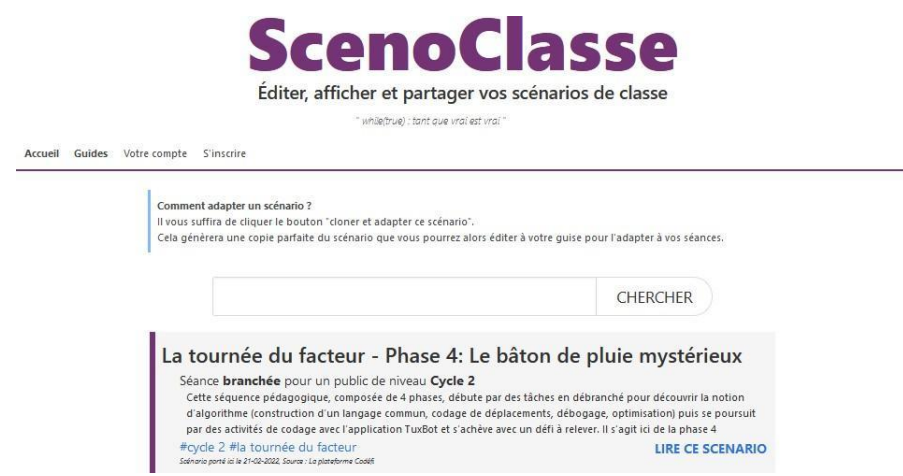 ScenoClasse
Éditer, afficher et partager vos scénarios de classe
" while(true) : tant que vrai est vrai "
Accueil Guides Votre compte S'inscrire
Comment adapter un scénario ?
Il vous suffira de cliquer le bouton "cloner et adapter ce scénario".
Cela génèrera une copie parfaite du scénario que vous pourrez alors éditer à votre guise pour l'adapter à vos séances.
CHERCHER
La tournée du facteur - Phase 4: Le bâton de pluie mystérieux
Séance branchée pour un public de niveau Cycle 2
Cette séquence pédagogique, composée de 4 phases, débute par des tâches en débranché pour découvrir la notion
d'algorithme (construction d'un langage commun, codage de déplacements, débogage, optimisation) puis se poursuit
par des activités de codage avec l'application TuxBot et s'achève avec un défi à relever. Il s'agit ici de la phase 4
#cycle 2 #la tournée du facteur LIRE CE SCENARIO
Scénario porté ici le 21-02-2022, Source : La plateforme Codéfi